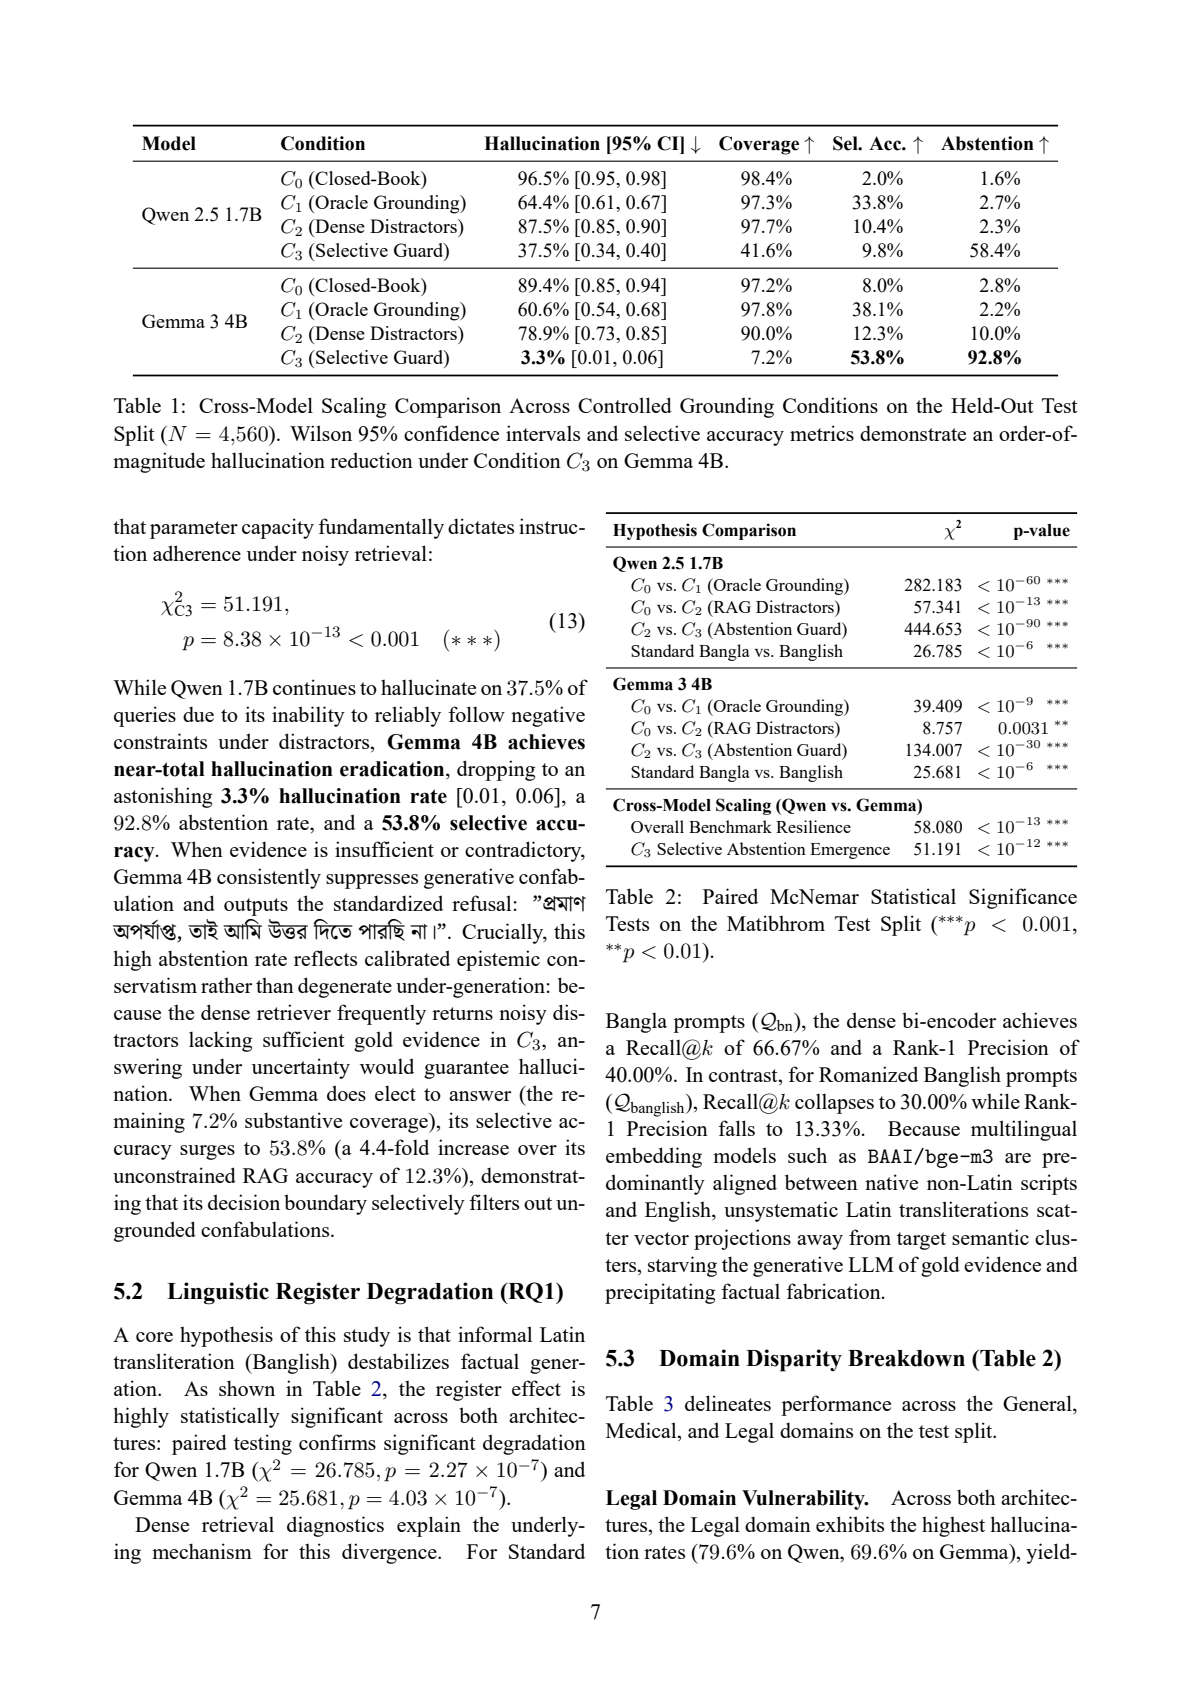 Model Condition Hallucination [95% CI] ↓ Coverage ↑ Sel. Acc. ↑ Abstention ↑
Qwen 2.5 1.7B
C0 (Closed-Book) 96.5% [0.95, 0.98] 98.4% 2.0% 1.6%
C1 (Oracle Grounding) 64.4% [0.61, 0.67] 97.3% 33.8% 2.7%
C2 (Dense Distractors) 87.5% [0.85, 0.90] 97.7% 10.4% 2.3%
C3 (Selective Guard) 37.5% [0.34, 0.40] 41.6% 9.8% 58.4%
Gemma 3 4B
C0 (Closed-Book) 89.4% [0.85, 0.94] 97.2% 8.0% 2.8%
C1 (Oracle Grounding) 60.6% [0.54, 0.68] 97.8% 38.1% 2.2%
C2 (Dense Distractors) 78.9% [0.73, 0.85] 90.0% 12.3% 10.0%
C3 (Selective Guard) 3.3% [0.01, 0.06] 7.2% 53.8% 92.8%
Table 1: Cross-Model Scaling Comparison Across Controlled Grounding Conditions on the Held-Out Test
Split (N = 4,560). Wilson 95% confidence intervals and selective accuracy metrics demonstrate an order-of-
magnitude hallucination reduction under Condition C3 on Gemma 4B.
that parameter capacity fundamentally dictates instruc-
tion adherence under noisy retrieval:
χ²C3 = 51.191,
p = 8.38 × 10⁻¹³ < 0.001 (∗ ∗ ∗)
(13)
While Qwen 1.7B continues to hallucinate on 37.5% of
queries due to its inability to reliably follow negative
constraints under distractors, Gemma 4B achieves
near-total hallucination eradication, dropping to an
astonishing 3.3% hallucination rate [0.01, 0.06], a
92.8% abstention rate, and a 53.8% selective accu-
racy. When evidence is insufficient or contradictory,
Gemma 4B consistently suppresses generative confab-
ulation and outputs the standardized refusal: ”প্রমাণ
অপর্যাপ্ত, তাই আমি উত্তর দিতে পারছি না।”. Crucially, this
high abstention rate reflects calibrated epistemic con-
servatism rather than degenerate under-generation: be-
cause the dense retriever frequently returns noisy dis-
tractors lacking sufficient gold evidence in C3, an-
swering under uncertainty would guarantee halluci-
nation. When Gemma does elect to answer (the re-
maining 7.2% substantive coverage), its selective ac-
curacy surges to 53.8% (a 4.4-fold increase over its
unconstrained RAG accuracy of 12.3%), demonstrat-
ing that its decision boundary selectively filters out un-
grounded confabulations.
5.2 Linguistic Register Degradation (RQ1)
A core hypothesis of this study is that informal Latin
transliteration (Banglish) destabilizes factual gener-
ation. As shown in Table 2, the register effect is
highly statistically significant across both architec-
tures: paired testing confirms significant degradation
for Qwen 1.7B (χ² = 26.785, p = 2.27 × 10⁻⁷) and
Gemma 4B (χ² = 25.681, p = 4.03 × 10⁻⁷).
Dense retrieval diagnostics explain the underly-
ing mechanism for this divergence. For Standard
Hypothesis Comparison χ² p-value
Qwen 2.5 1.7B
C0 vs. C1 (Oracle Grounding) 282.183 < 10⁻⁶⁰ ***
C0 vs. C2 (RAG Distractors) 57.341 < 10⁻¹³ ***
C2 vs. C3 (Abstention Guard) 444.653 < 10⁻⁹⁰ ***
Standard Bangla vs. Banglish 26.785 < 10⁻⁶ ***
Gemma 3 4B
C0 vs. C1 (Oracle Grounding) 39.409 < 10⁻⁹ ***
C0 vs. C2 (RAG Distractors) 8.757 0.0031 **
C2 vs. C3 (Abstention Guard) 134.007 < 10⁻³⁰ ***
Standard Bangla vs. Banglish 25.681 < 10⁻⁶ ***
Cross-Model Scaling (Qwen vs. Gemma)
Overall Benchmark Resilience 58.080 < 10⁻¹³ ***
C3 Selective Abstention Emergence 51.191 < 10⁻¹² ***
Table 2: Paired McNemar Statistical Significance
Tests on the Matibhrom Test Split (***p < 0.001,
**p < 0.01).
Bangla prompts (Qbn), the dense bi-encoder achieves
a Recall@k of 66.67% and a Rank-1 Precision of
40.00%. In contrast, for Romanized Banglish prompts
(Qbanglish), Recall@k collapses to 30.00% while Rank-
1 Precision falls to 13.33%. Because multilingual
embedding models such as BAAI/bge-m3 are pre-
dominantly aligned between native non-Latin scripts
and English, unsystematic Latin transliterations scat-
ter vector projections away from target semantic clus-
ters, starving the generative LLM of gold evidence and
precipitating factual fabrication.
5.3 Domain Disparity Breakdown (Table 2)
Table 3 delineates performance across the General,
Medical, and Legal domains on the test split.
Legal Domain Vulnerability. Across both architec-
tures, the Legal domain exhibits the highest hallucina-
tion rates (79.6% on Qwen, 69.6% on Gemma), yield-
7